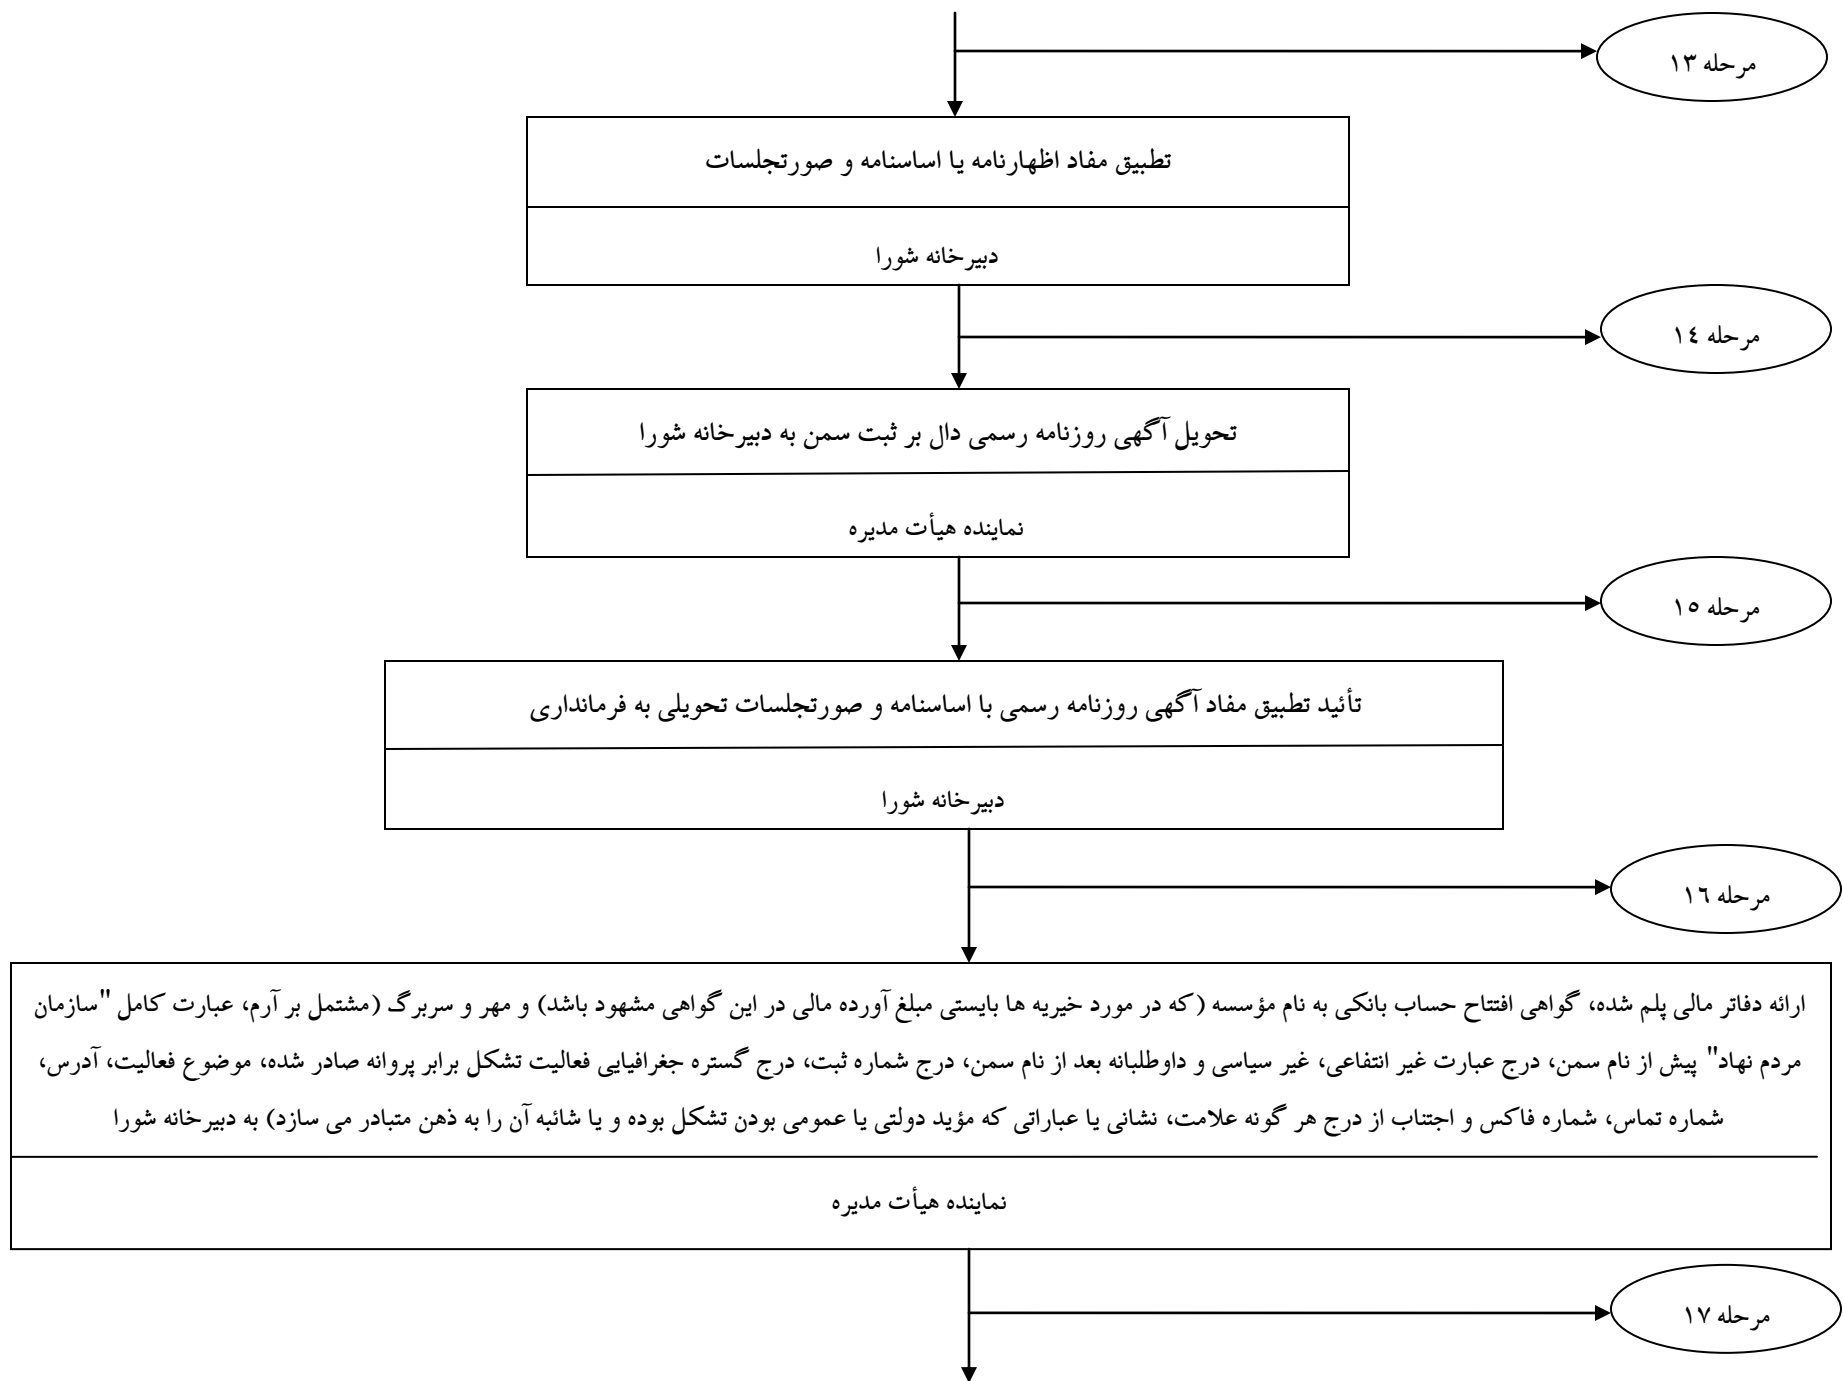 مرحله ۱۳
تطبیق مفاد اظهارنامه یا اساسنامه و صورتجلسات
دبیرخانه شورا
مرحله ۱٤
تحویل آگهی روزنامه رسمی دال بر ثبت سمن به دبیرخانه شورا
نماینده هیأت مدیره
مرحله ۱٥
تأئید تطبیق مفاد آگهی روزنامه رسمی با اساسنامه و صورتجلسات تحویلی به فرمانداری
دبیرخانه شورا
مرحله ۱٦
ارائه دفاتر مالی پلم شده، گواهی افتتاح حساب بانکی به نام مؤسسه (که در مورد خیریه ها بایستی مبلغ آورده مالی در این گواهی مشهود باشد) و مهر و سربرگ (مشتمل بر آرم، عبارت کامل "سازمان
مردم نهاد" پیش از نام سمن، درج عبارت غیر انتفاعی، غیر سیاسی و داوطلبانه بعد از نام سمن، درج شماره ثبت، درج گستره جغرافیایی فعالیت تشکل برابر پروانه صادر شده، موضوع فعالیت، آدرس،
شماره تماس، شماره فاکس و اجتناب از درج هر گونه علامت، نشانی یا عباراتی که مؤید دولتی یا عمومی بودن تشکل بوده و یا شائبه آن را به ذهن متبادر می سازد) به دبیرخانه شورا
نماینده هیأت مدیره
مرحله ۱۷